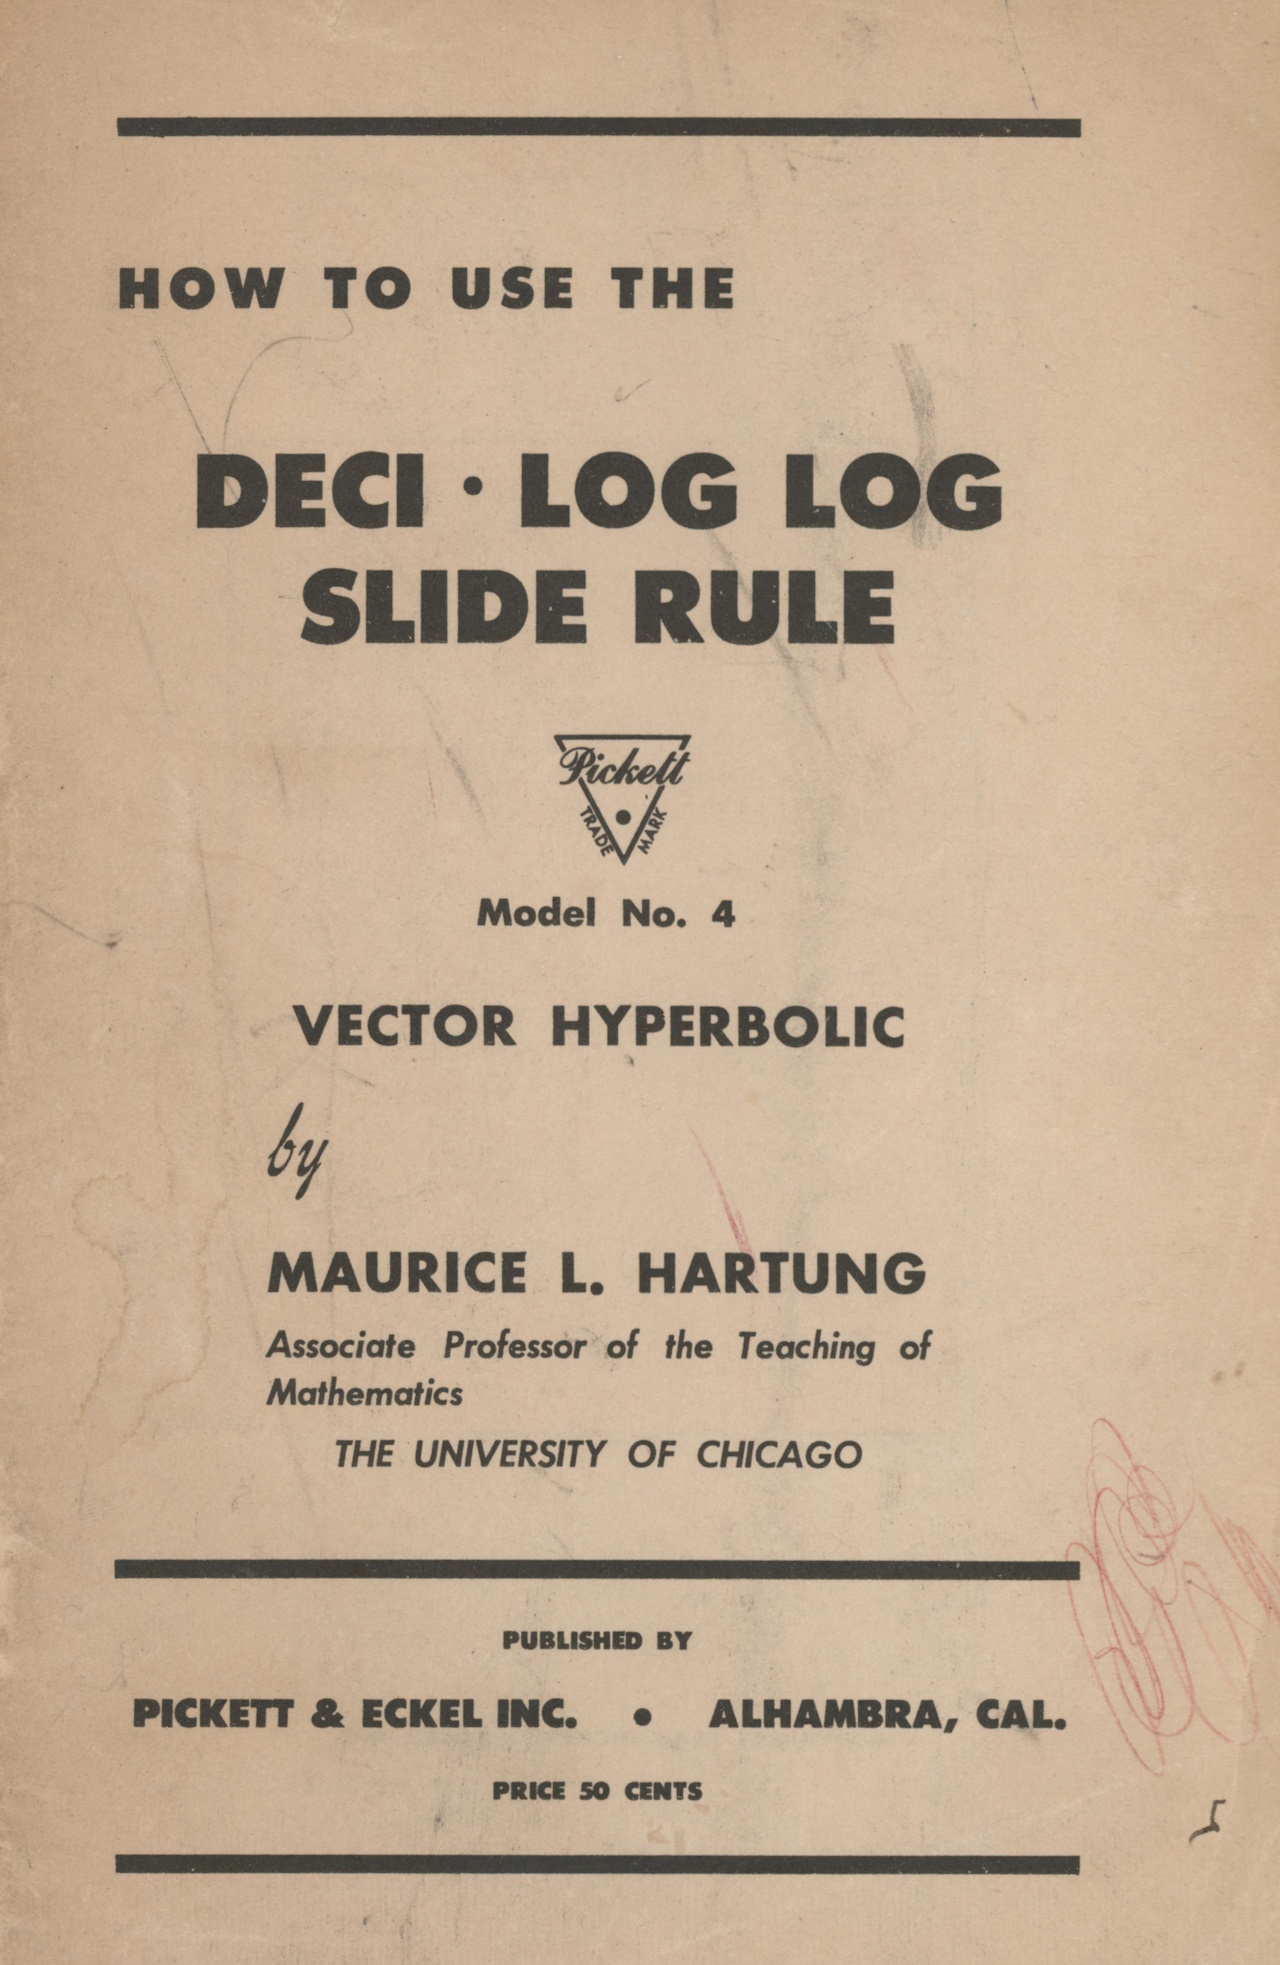 HOW TO USE THE
DECI · LOG LOG
SLIDE RULE
Pickett
TRADE MARK
Model No. 4
VECTOR HYPERBOLIC
by
MAURICE L. HARTUNG
Associate Professor of the Teaching of
Mathematics
THE UNIVERSITY OF CHICAGO
PUBLISHED BY
PICKETT & ECKEL INC. • ALHAMBRA, CAL.
PRICE 50 CENTS